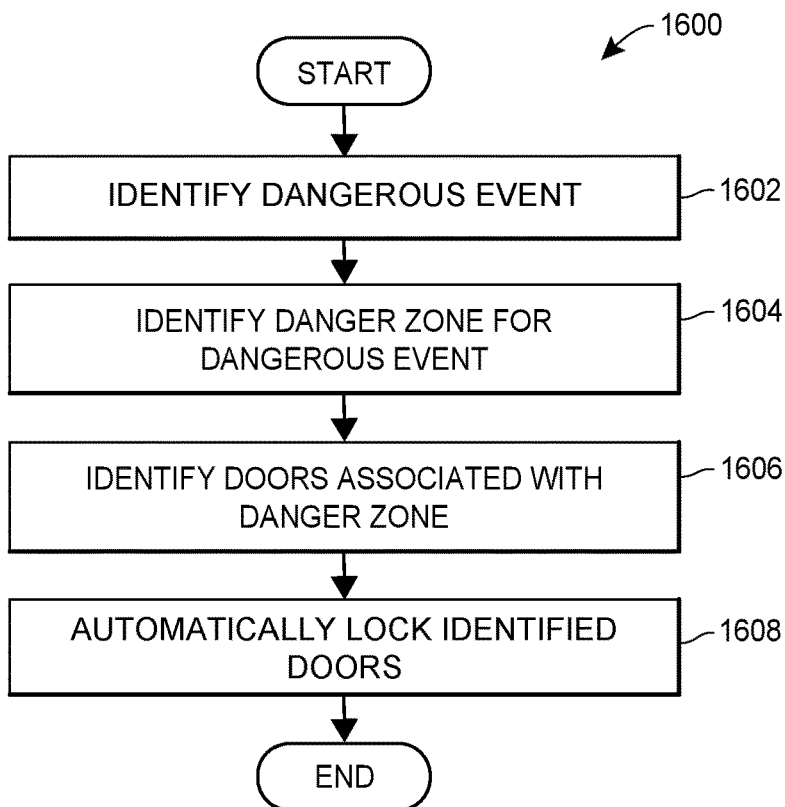 1600
START
IDENTIFY DANGEROUS EVENT
1602
IDENTIFY DANGER ZONE FOR
DANGEROUS EVENT
1604
IDENTIFY DOORS ASSOCIATED WITH
DANGER ZONE
1606
AUTOMATICALLY LOCK IDENTIFIED
DOORS
1608
END